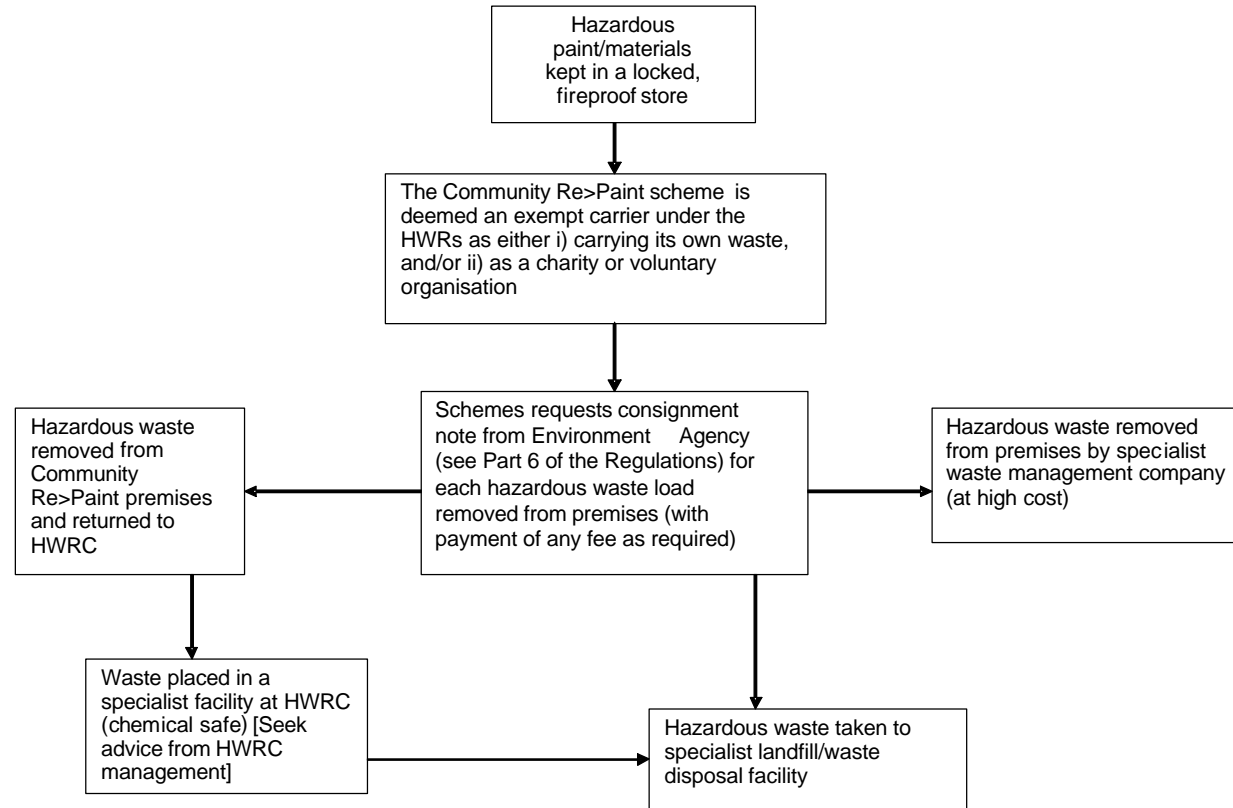 Hazardous
paint/materials
kept in a locked,
fireproof store
The Community Re>Paint scheme is
deemed an exempt carrier under the
HWRs as either i) carrying its own waste,
and/or ii) as a charity or voluntary
organisation
Hazardous waste
removed from
Community
Re>Paint premises
and returned to
HWRC
Schemes requests consignment
note from Environment Agency
(see Part 6 of the Regulations) for
each hazardous waste load
removed from premises (with
payment of any fee as required)
Hazardous waste removed
from premises by specialist
waste management company
(at high cost)
Waste placed in a
specialist facility at HWRC
(chemical safe) [Seek
advice from HWRC
management]
Hazardous waste taken to
specialist landfill/waste
disposal facility